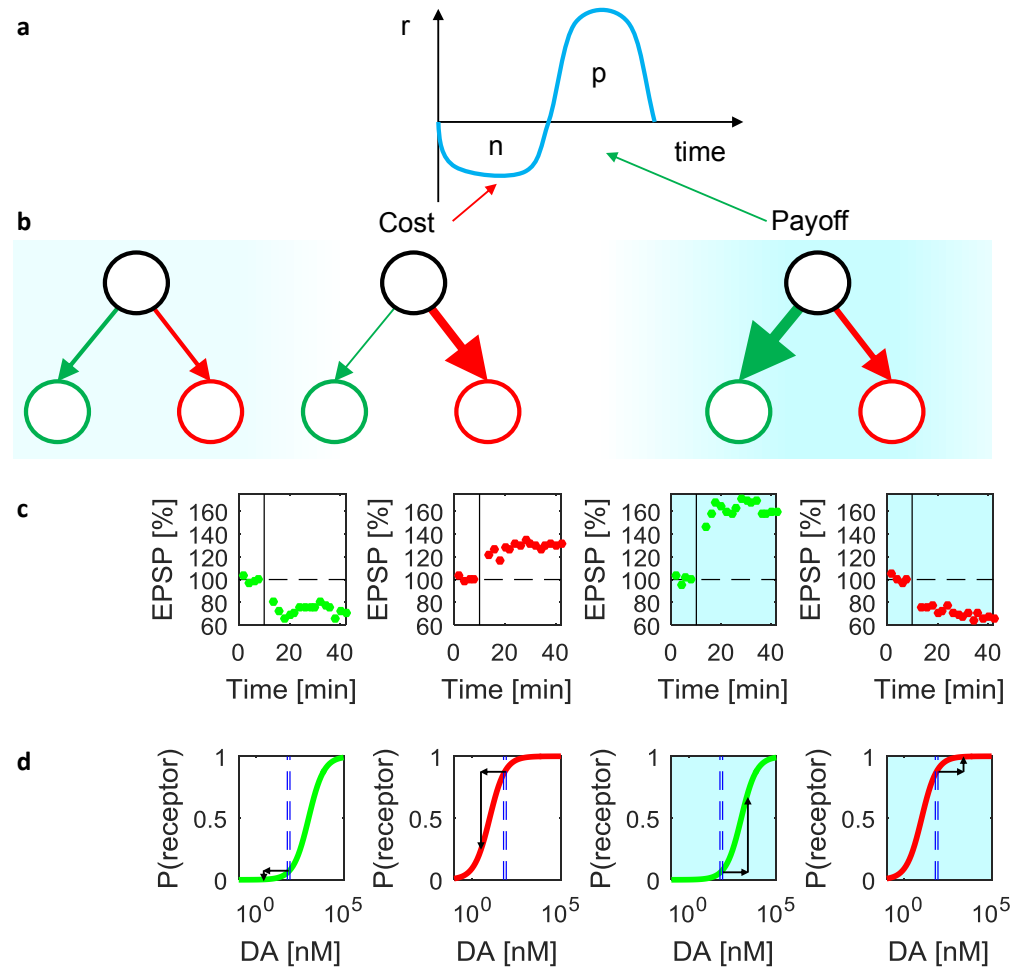 a
r
p
n
time
Cost
Payoff
b
c
EPSP [%]
160
140
120
100
80
60
0 20 40
Time [min]
EPSP [%]
160
140
120
100
80
60
0 20 40
Time [min]
EPSP [%]
160
140
120
100
80
60
0 20 40
Time [min]
EPSP [%]
160
140
120
100
80
60
0 20 40
Time [min]
d
P(receptor)
1
0.5
0
10^0 10^5
DA [nM]
P(receptor)
1
0.5
0
10^0 10^5
DA [nM]
P(receptor)
1
0.5
0
10^0 10^5
DA [nM]
P(receptor)
1
0.5
0
10^0 10^5
DA [nM]